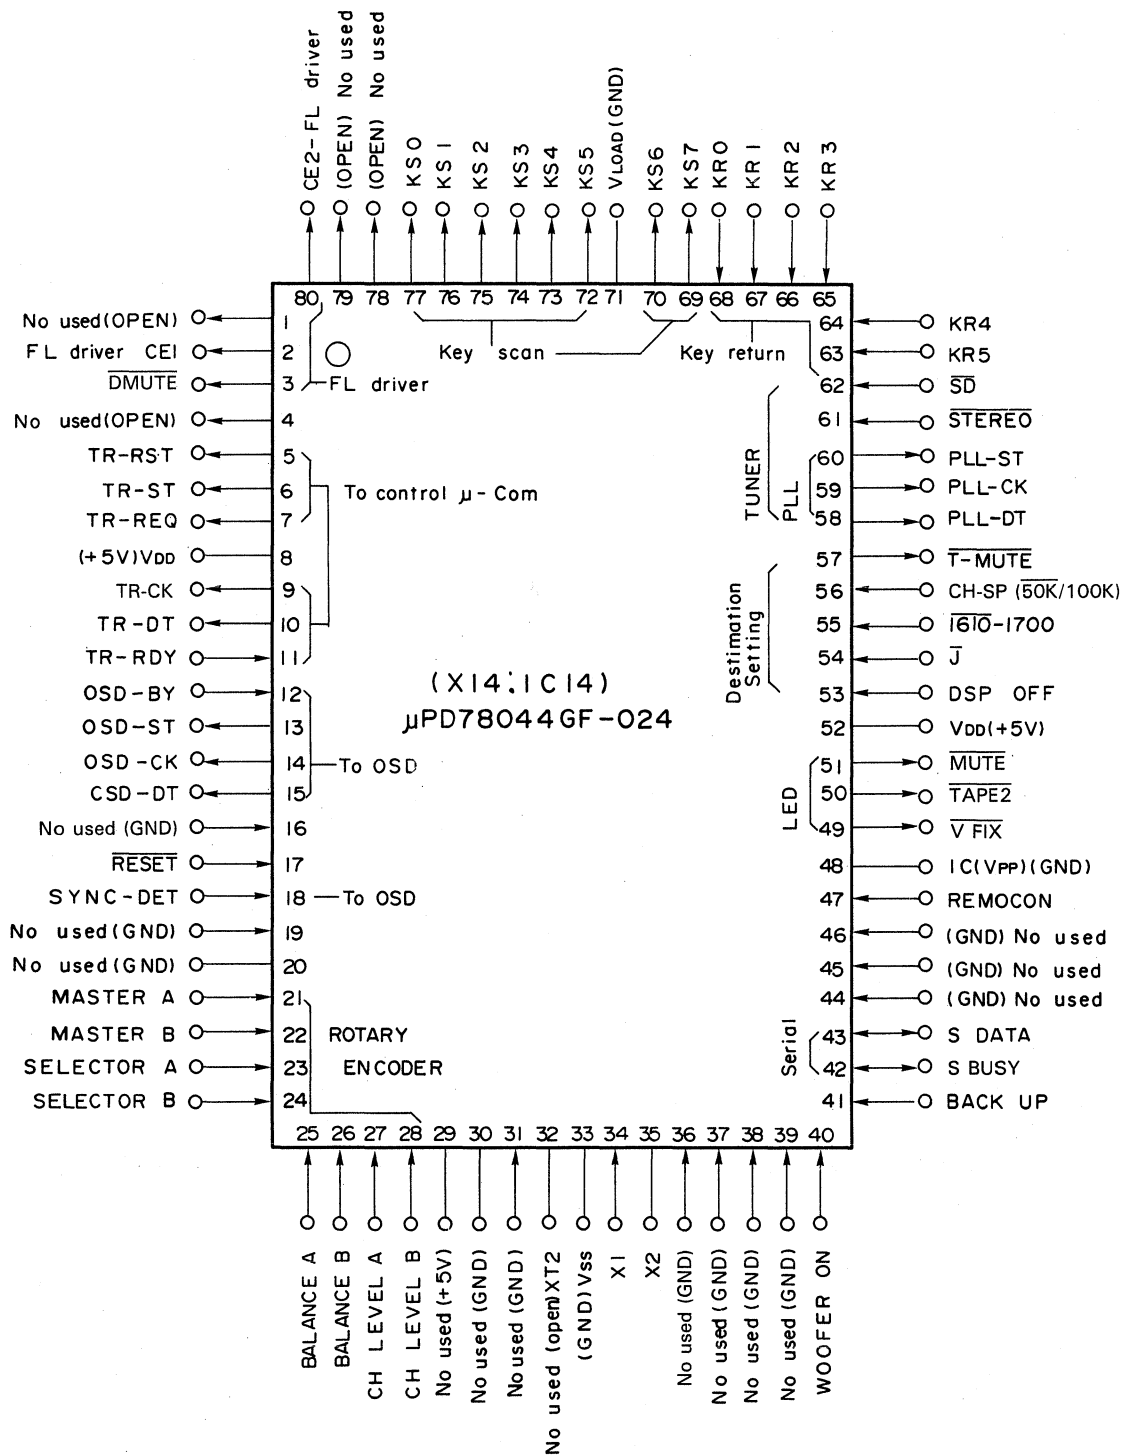 CE2-FL driver
(OPEN) No used
(OPEN) No used
KS0
KS1
KS2
KS3
KS4
KS5
VLOAD(GND)
KS6
KS7
KR0
KR1
KR2
KR3
80 79 78 77 76 75 74 73 72 71 70 69 68 67 66 65
No used(OPEN) 1
FL driver CE1 2
D̅M̅U̅T̅E̅ 3
No used(OPEN) 4
TR-RST 5
TR-ST 6
TR-REQ 7
(+5V)VDD 8
TR-CK 9
TR-DT 10
TR-RDY 11
OSD-BY 12
OSD-ST 13
OSD-CK 14
CSD-DT 15
No used (GND) 16
R̅E̅S̅E̅T̅ 17
SYNC-DET 18
No used(GND) 19
No used(GND) 20
MASTER A 21
MASTER B 22
SELECTOR A 23
SELECTOR B 24
Key scan
Key return
FL driver
To control μ-Com
To OSD
To OSD
ROTARY
ENCODER
(X14:IC14)
μPD78044GF-024
TUNER
PLL
Destimation
Setting
LED
Serial
64 KR4
63 KR5
62 S̅D̅
61 S̅T̅E̅R̅E̅O̅
60 PLL-ST
59 PLL-CK
58 PLL-DT
57 T̅-̅M̅U̅T̅E̅
56 CH-SP (5̅0̅K̅/100K)
55 1̅6̅1̅0̅-1700
54 J̅
53 DSP OFF
52 VDD(+5V)
51 M̅U̅T̅E̅
50 T̅A̅P̅E̅2̅
49 V̅ ̅F̅I̅X̅
48 IC(VPP)(GND)
47 REMOCON
46 (GND) No used
45 (GND) No used
44 (GND) No used
43 S DATA
42 S BUSY
41 BACK UP
25 26 27 28 29 30 31 32 33 34 35 36 37 38 39 40
BALANCE A
BALANCE B
CH LEVEL A
CH LEVEL B
No used (+5V)
No used (GND)
No used (GND)
No used (open)XT2
(GND)Vss
X1
X2
No used (GND)
No used (GND)
No used (GND)
No used (GND)
WOOFER ON